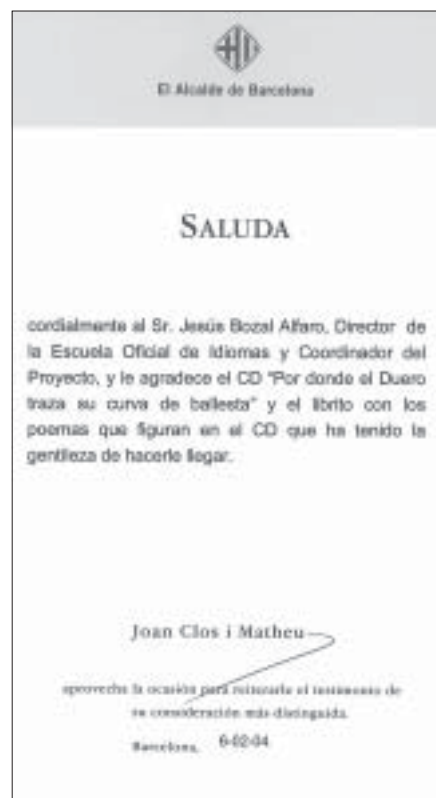 El Alcalde de Barcelona
SALUDA
cordialmente al Sr. Jesús Bozal Alfaro, Director de
la Escuela Oficial de Idiomas y Coordinador del
Proyecto, y le agradece el CD "Por donde el Duero
traza su curva de ballesta" y el librito con los
poemas que figuran en el CD que ha tenido la
gentileza de hacerle llegar.
Joan Clos i Matheu
aprovecha la ocasión para reiterarle el testimonio de
su consideración más distinguida.
Barcelona, 6-02-04